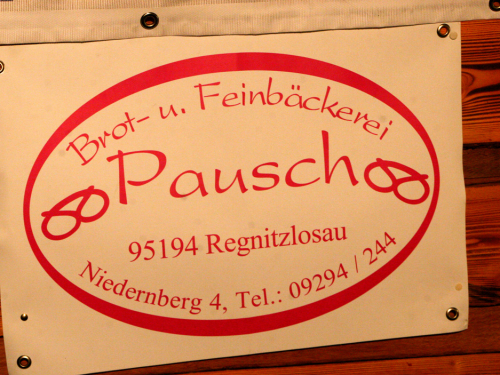 Brot- u. Feinbäckerei
Pausch
95194 Regnitzlosau
Niedernberg 4, Tel.: 09294 / 244